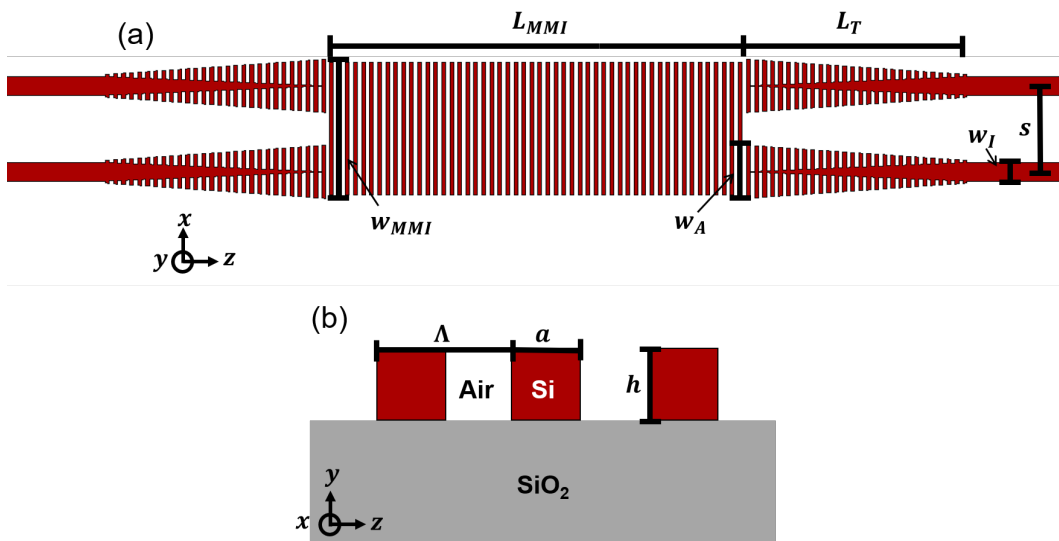 (a)
L_MMI L_T
s
w_I
w_MMI w_A
x
y z
(b)
Λ a
Air Si h
SiO₂
y
x z